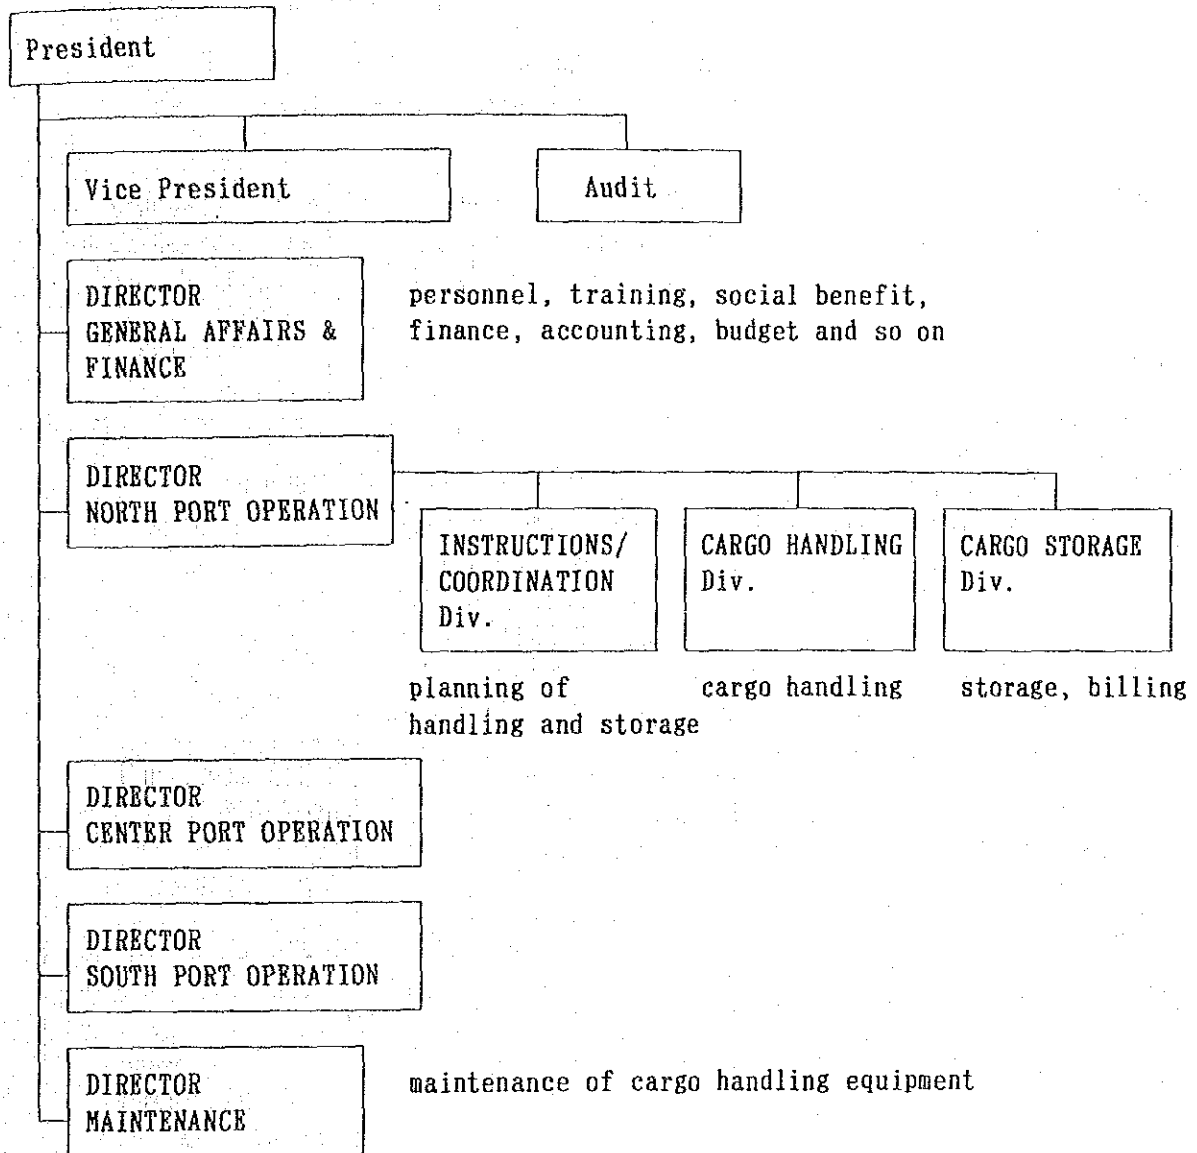 President
Vice President
Audit
DIRECTOR
GENERAL AFFAIRS &
FINANCE
personnel, training, social benefit,
finance, accounting, budget and so on
DIRECTOR
NORTH PORT OPERATION
INSTRUCTIONS/
COORDINATION
Div.
CARGO HANDLING
Div.
CARGO STORAGE
Div.
planning of
handling and storage
cargo handling
storage, billing
DIRECTOR
CENTER PORT OPERATION
DIRECTOR
SOUTH PORT OPERATION
DIRECTOR
MAINTENANCE
maintenance of cargo handling equipment